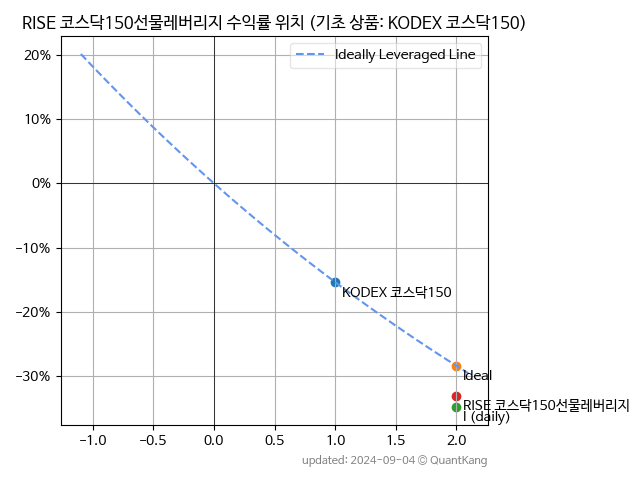 RISE 코스닥150선물레버리지 수익률 위치 (기초 상품: KODEX 코스닥150)
Ideally Leveraged Line
20%
10%
0%
−10%
−20%
−30%
KODEX 코스닥150
Ideal
RISE 코스닥150선물레버리지
I (daily)
−1.0 −0.5 0.0 0.5 1.0 1.5 2.0
updated: 2024-09-04 © QuantKang